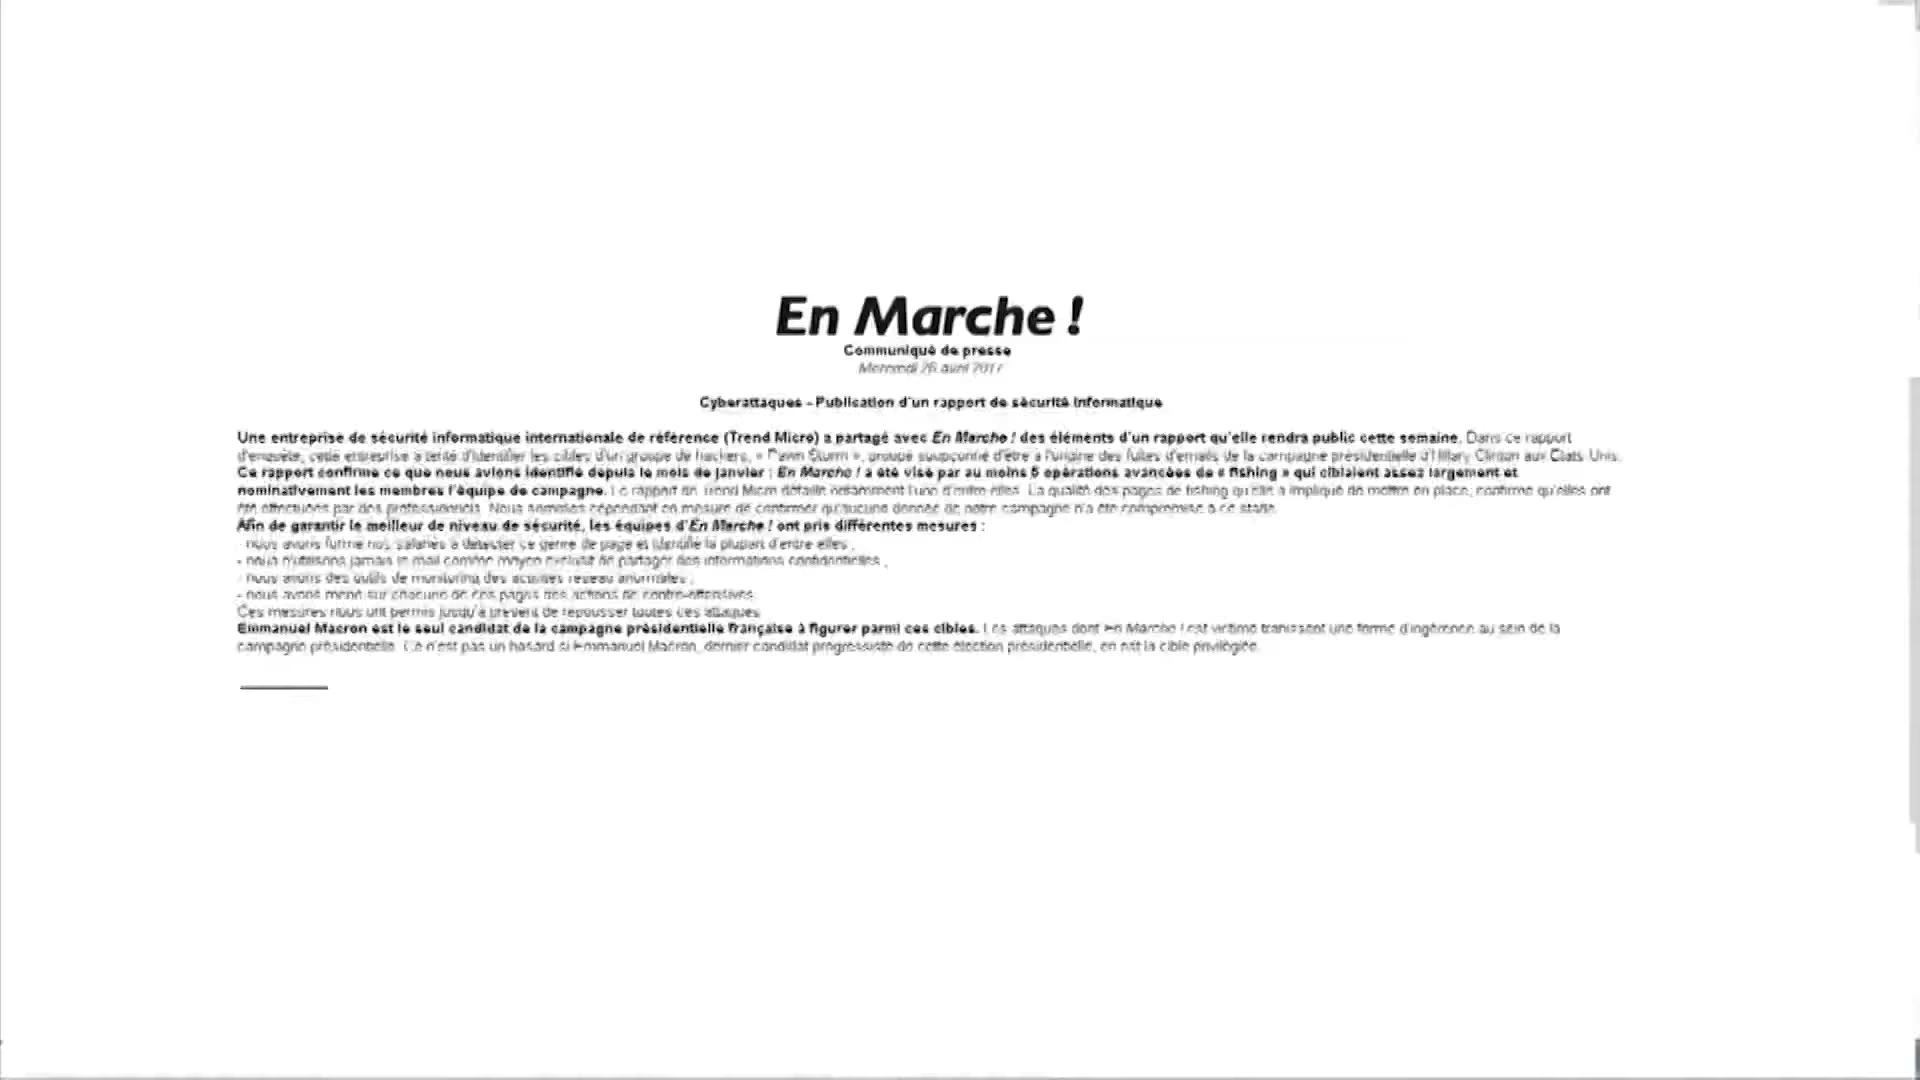 En Marche !
Communiqué de presse
Mercredi 26 avril 2017
Cyberattaques - Publication d'un rapport de sécurité informatique
Une entreprise de sécurité informatique internationale de référence (Trend Micro) a partagé avec En Marche ! des éléments d'un rapport qu'elle rendra public cette semaine. Dans ce rapport
d'enquête, cette entreprise a tenté d'identifier les cibles d'un groupe de hackers, « Pawn Storm », groupe soupçonné d'être à l'origine des fuites d'emails de la campagne présidentielle d'Hillary Clinton aux Etats Unis.
Ce rapport confirme ce que nous avions identifié depuis le mois de janvier : En Marche ! a été visé par au moins 5 opérations avancées de « fishing » qui ciblaient assez largement et
nominativement les membres l'équipe de campagne. Le rapport de Trend Micro détaille notamment l'une d'entre elles. La qualité des pages de fishing qu'elle a impliqué de mettre en place, confirme qu'elles ont
été effectuées par des professionnels. Nous sommes cependant en mesure de confirmer qu'aucune donnée de notre campagne n'a été compromise à ce stade.
Afin de garantir le meilleur de niveau de sécurité, les équipes d'En Marche ! ont pris différentes mesures :
- nous avons formé nos salariés à détecter ce genre de page et identifié la plupart d'entre elles ;
- nous n'utilisons jamais le mail comme moyen exclusif de partager des informations confidentielles ;
- nous avons des outils de monitoring des activités réseau anormales ;
- nous avons mené sur chacune de ces pages des actions de contre-offensives.
Ces mesures nous ont permis jusqu'à présent de repousser toutes ces attaques.
Emmanuel Macron est le seul candidat de la campagne présidentielle française à figurer parmi ces cibles. Les attaques dont En Marche ! est victime trahissent une forme d'ingérence au sein de la
campagne présidentielle. Ce n'est pas un hasard si Emmanuel Macron, dernier candidat progressiste de cette élection présidentielle, en est la cible privilégiée.